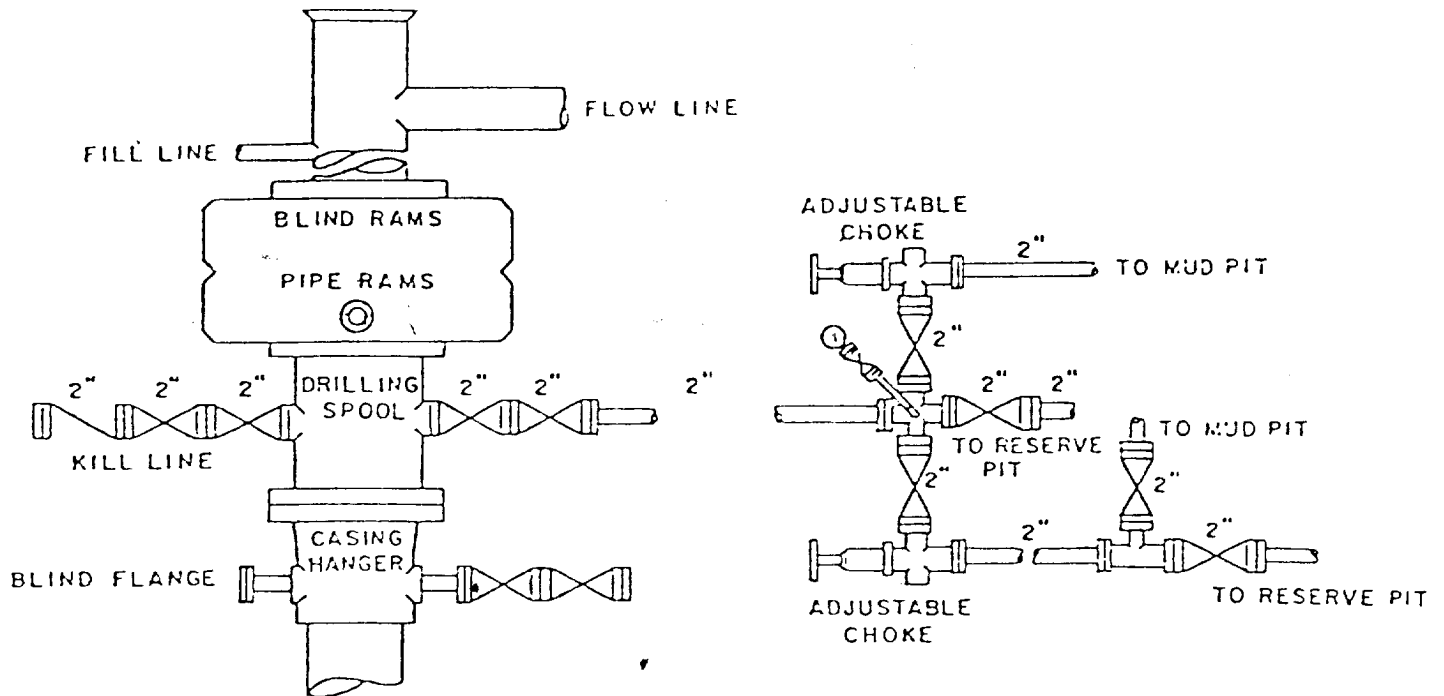 FLOW LINE
FILL LINE
BLIND RAMS
PIPE RAMS
2" 2" 2" DRILLING 2" 2" 2"
SPOOL
KILL LINE
CASING
HANGER
BLIND FLANGE
ADJUSTABLE
CHOKE
2"
TO MUD PIT
2"
2" 2"
TO RESERVE
PIT
TO MUD PIT
2"
2"
2"
2"
TO RESERVE PIT
ADJUSTABLE
CHOKE